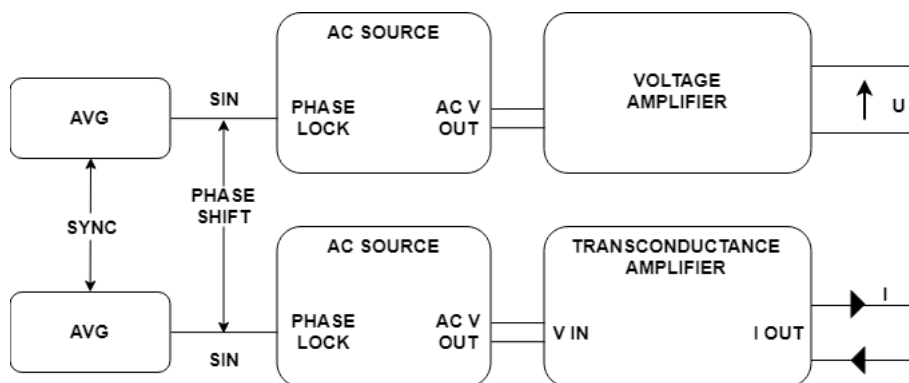 AC SOURCE
VOLTAGE
AMPLIFIER
AVG
SIN
PHASE
LOCK
AC V
OUT
U
PHASE
SHIFT
SYNC
AC SOURCE
TRANSCONDUCTANCE
AMPLIFIER
AVG
SIN
PHASE
LOCK
AC V
OUT
V IN
I OUT
I